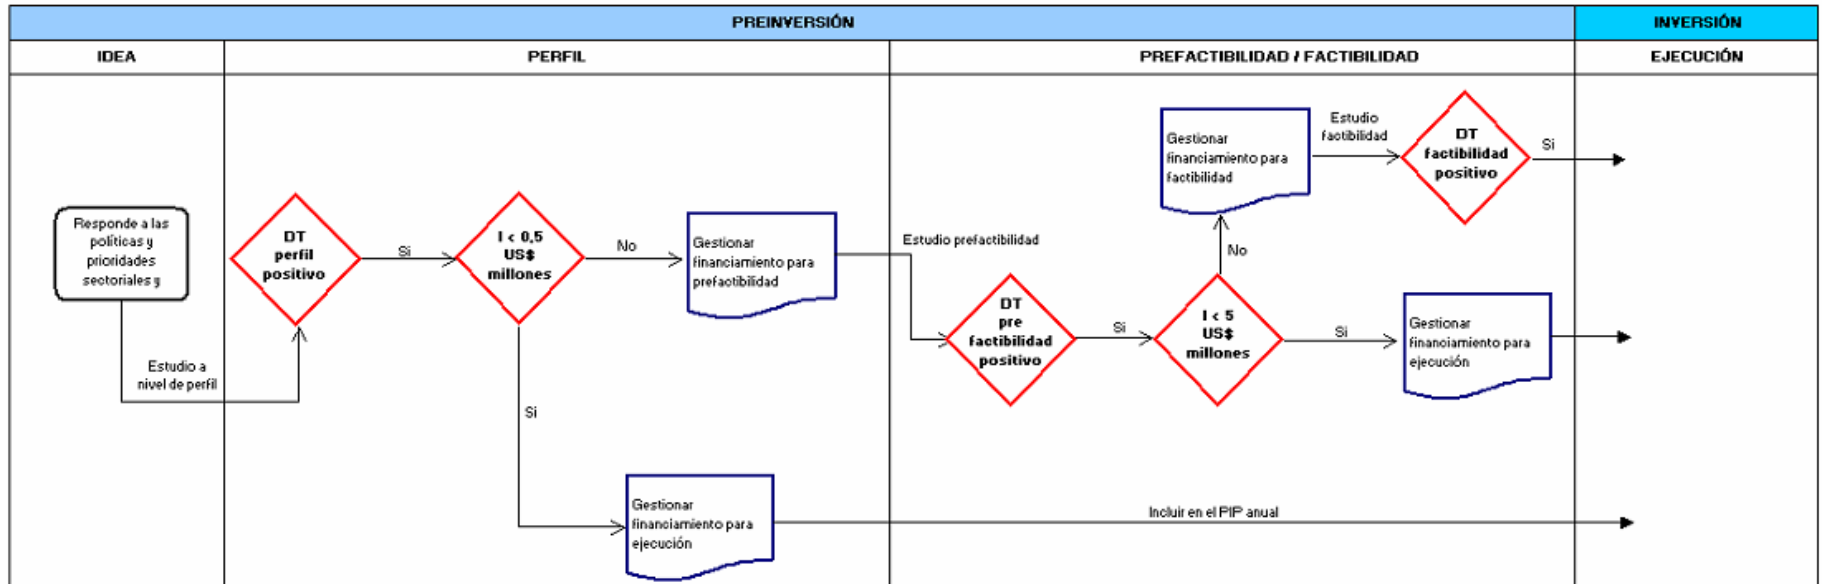 PREINVERSIÓN
INVERSIÓN
IDEA
PERFIL
PREFACTIBILIDAD / FACTIBILIDAD
EJECUCIÓN
Responde a las
políticas y
prioridades
sectoriales y
Estudio a
nivel de perfil
DT
perfil
positivo
Si
I < 0,5
US$
millones
No
Gestionar
financiamiento para
prefactibilidad
Si
Gestionar
financiamiento para
ejecución
Estudio prefactibilidad
DT
pre
factibilidad
positivo
Si
I < 5
US$
millones
No
Gestionar
financiamiento para
factibilidad
Estudio
factibilidad
DT
factibilidad
positivo
Si
Si
Gestionar
financiamiento para
ejecución
Incluir en el PIP anual